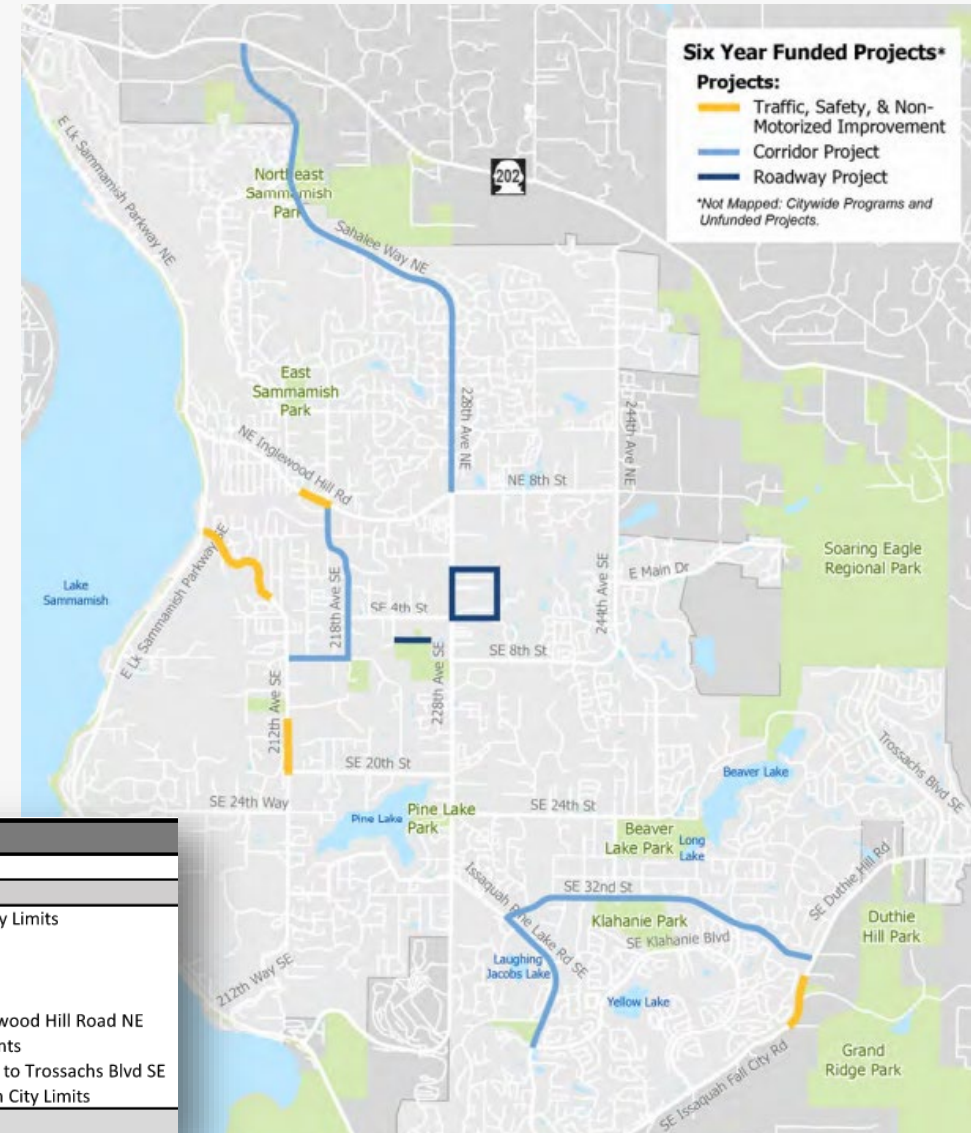 Six Year Funded Projects*
Projects:
Traffic, Safety, & Non-
Motorized Improvement
Corridor Project
Roadway Project
*Not Mapped: Citywide Programs and
Unfunded Projects.
E Lk Sammamish Parkway NE
202
Northeast
Sammamish
Park
Sahalee Way NE
East
Sammamish
Park
228th Ave NE
244th Ave NE
NE Inglewood Hill Rd
NE 8th St
Soaring Eagle
Regional Park
Lake
Sammamish
E Lk Sammamish Parkway SE
218th Ave SE
SE 4th St
244th Ave SE
E Main Dr
SE 8th St
228th Ave SE
212th Ave SE
SE 20th St
Trossachs Blvd SE
Beaver Lake
SE 24th Way
Pine Lake
Pine Lake
Park
SE 24th St
Beaver
Lake Park
Long
Lake
SE Duthie Hill Rd
Issaquah Pine Lake Rd SE
SE 32nd St
Klahanie Park
SE Klahanie Blvd
Duthie
Hill Park
Laughing
Jacobs Lake
212th Way SE
Yellow Lake
Grand
Ridge Park
SE Issaquah Fall City Rd
y Limits
wood Hill Road NE
nts
to Trossachs Blvd SE
n City Limits